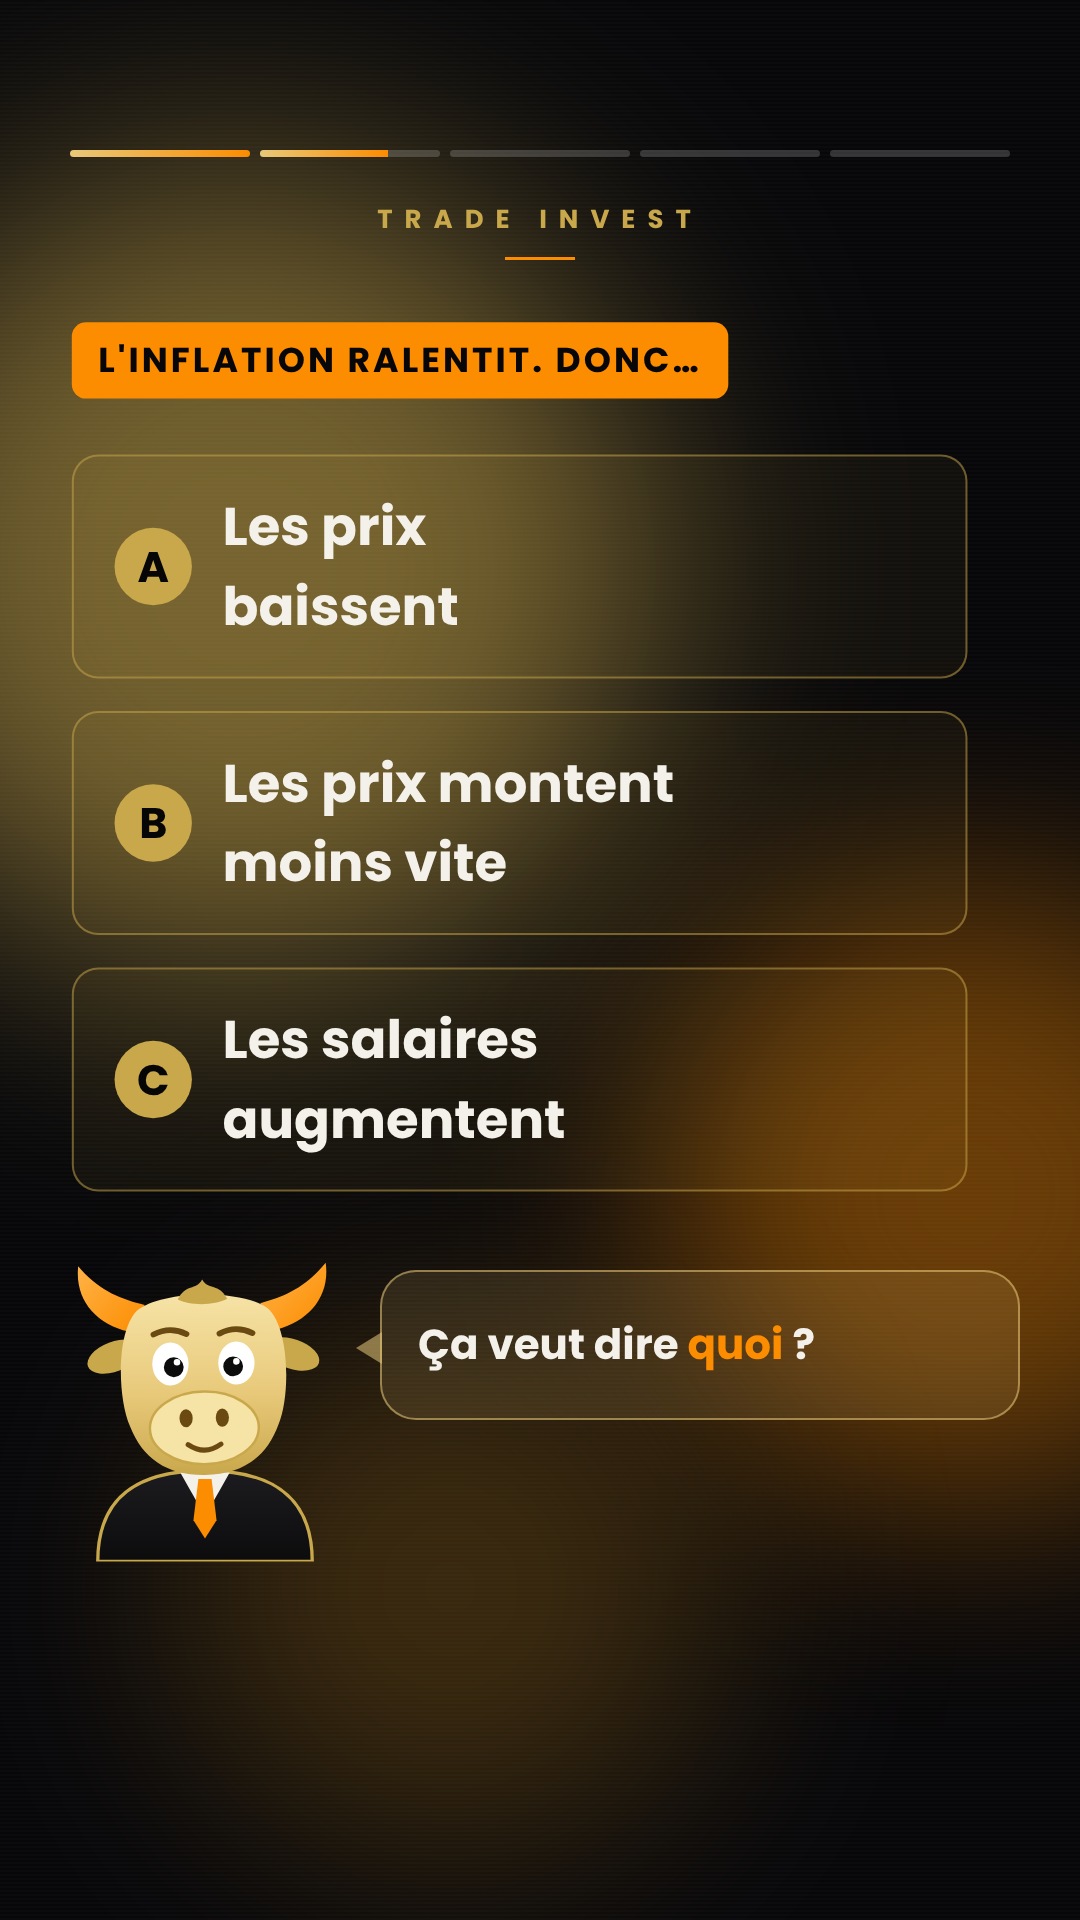 TRADE INVEST
L'INFLATION RALENTIT. DONC…
A
Les prix
baissent
B
Les prix montent
moins vite
C
Les salaires
augmentent
Ça veut dire quoi ?